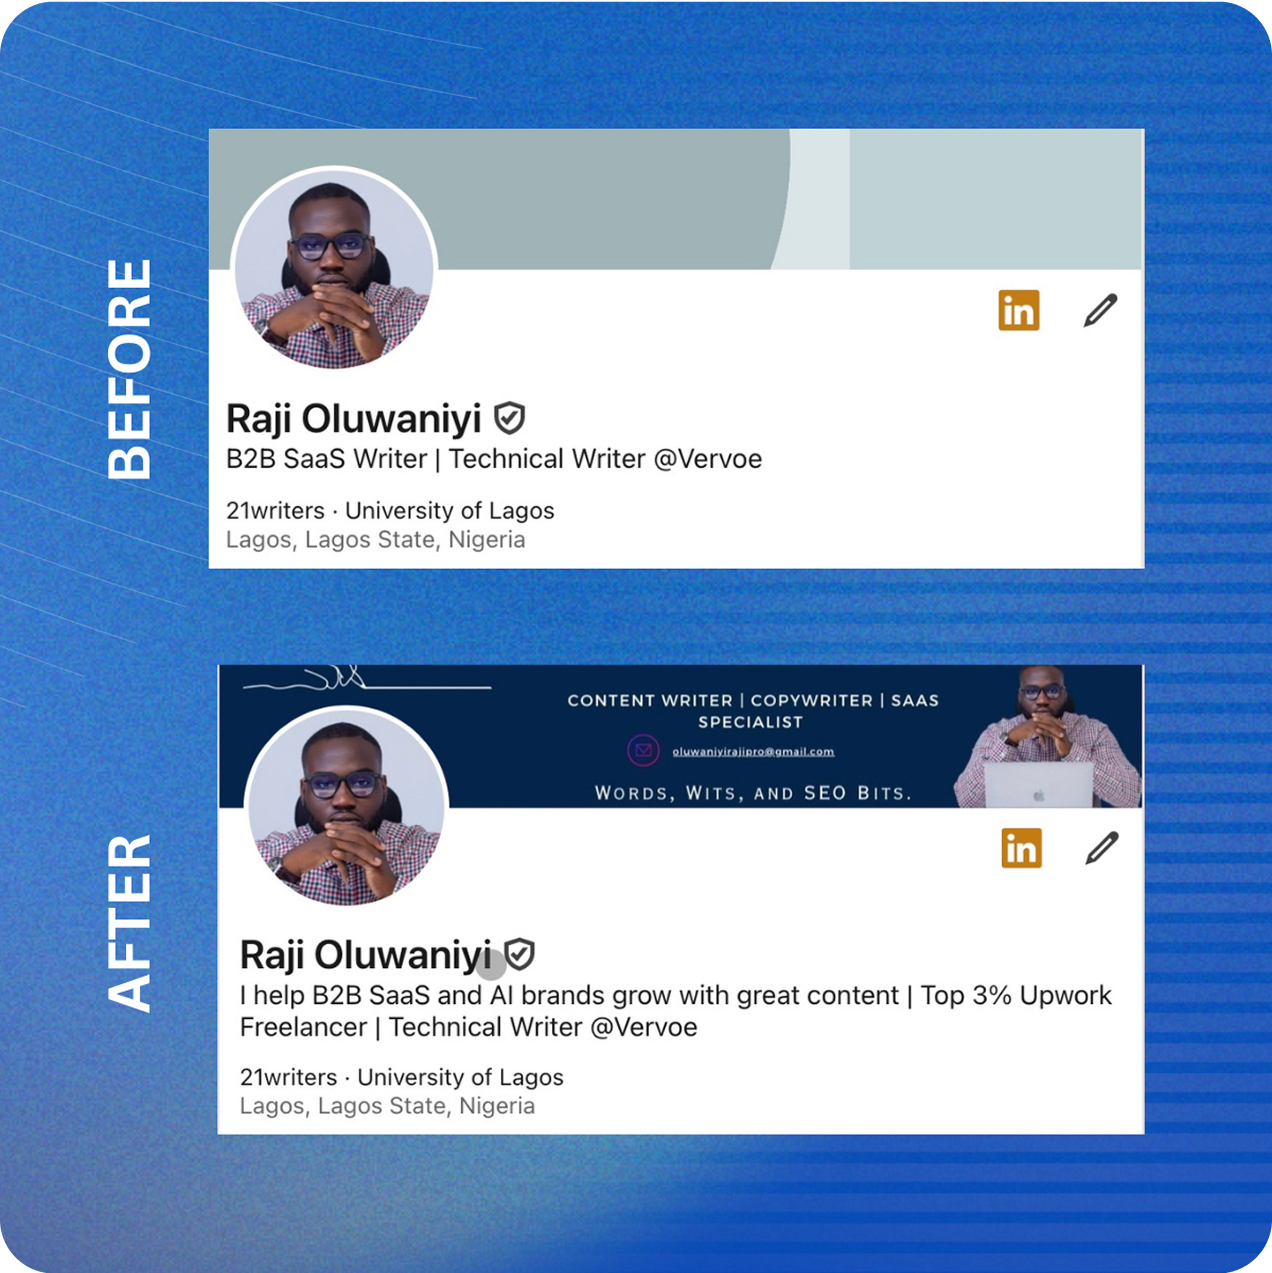 BEFORE
in
Raji Oluwaniyi
B2B SaaS Writer | Technical Writer @Vervoe
21writers · University of Lagos
Lagos, Lagos State, Nigeria
AFTER
CONTENT WRITER | COPYWRITER | SAAS
SPECIALIST
oluwaniyirajipro@gmail.com
WORDS, WITS, AND SEO BITS.
in
Raji Oluwaniyi
I help B2B SaaS and AI brands grow with great content | Top 3% Upwork
Freelancer | Technical Writer @Vervoe
21writers · University of Lagos
Lagos, Lagos State, Nigeria